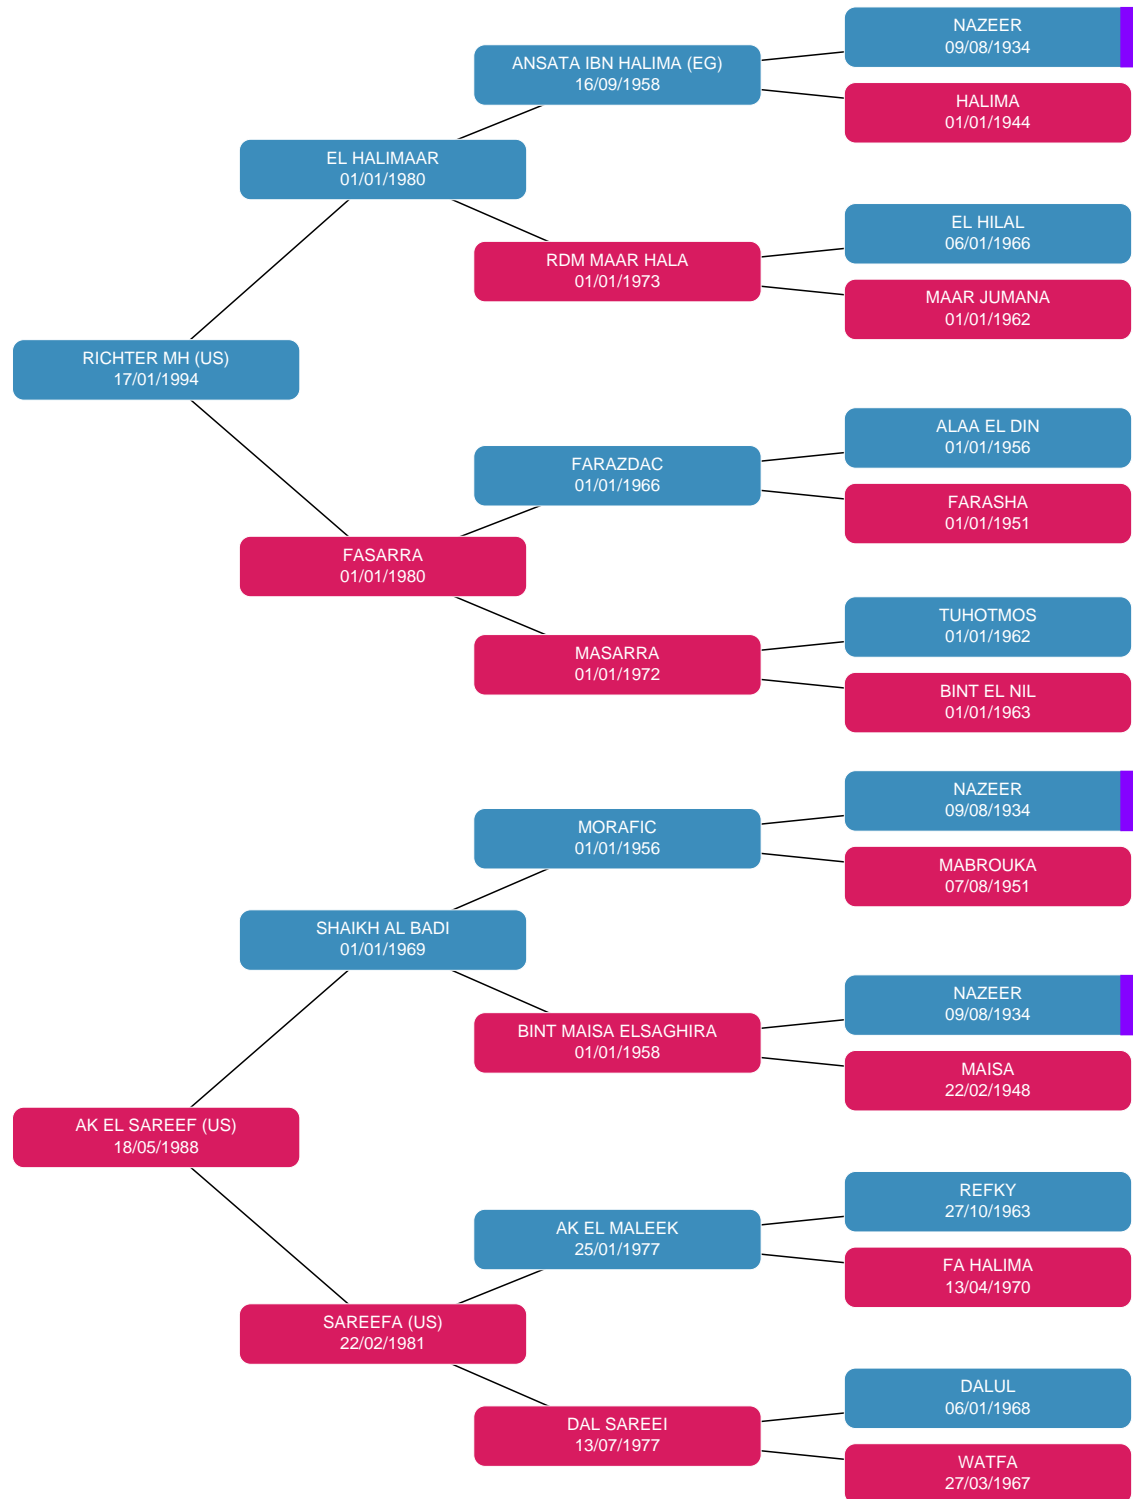 NAZEER
09/08/1934
ANSATA IBN HALIMA (EG)
16/09/1958
HALIMA
01/01/1944
EL HALIMAAR
01/01/1980
EL HILAL
06/01/1966
RDM MAAR HALA
01/01/1973
MAAR JUMANA
01/01/1962
RICHTER MH (US)
17/01/1994
ALAA EL DIN
01/01/1956
FARAZDAC
01/01/1966
FARASHA
01/01/1951
FASARRA
01/01/1980
TUHOTMOS
01/01/1962
MASARRA
01/01/1972
BINT EL NIL
01/01/1963
NAZEER
09/08/1934
MORAFIC
01/01/1956
MABROUKA
07/08/1951
SHAIKH AL BADI
01/01/1969
NAZEER
09/08/1934
BINT MAISA ELSAGHIRA
01/01/1958
MAISA
22/02/1948
AK EL SAREEF (US)
18/05/1988
REFKY
27/10/1963
AK EL MALEEK
25/01/1977
FA HALIMA
13/04/1970
SAREEFA (US)
22/02/1981
DALUL
06/01/1968
DAL SAREEI
13/07/1977
WATFA
27/03/1967